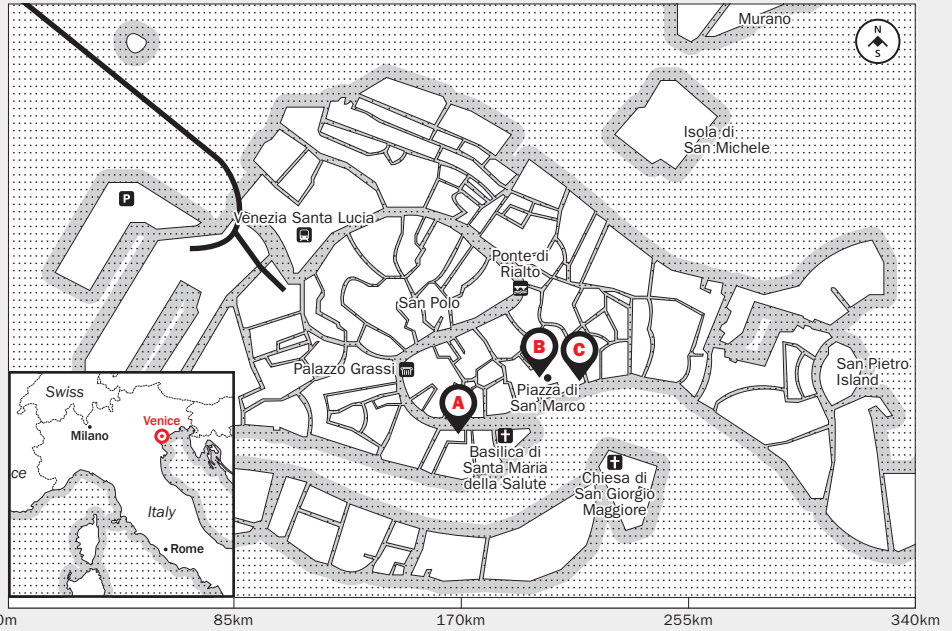 Murano
N
S
Isola di
San Michele
P
Venezia Santa Lucia
Ponte di
Rialto
San Polo
B
C
Palazzo Grassi
San Pietro
Island
Piazza di
San Marco
A
Basilica di
Santa Maria
della Salute
Chiesa di
San Giorgio
Maggiore
Swiss
Milano
Venice
ce
Italy
Rome
0m
85km
170km
255km
340km